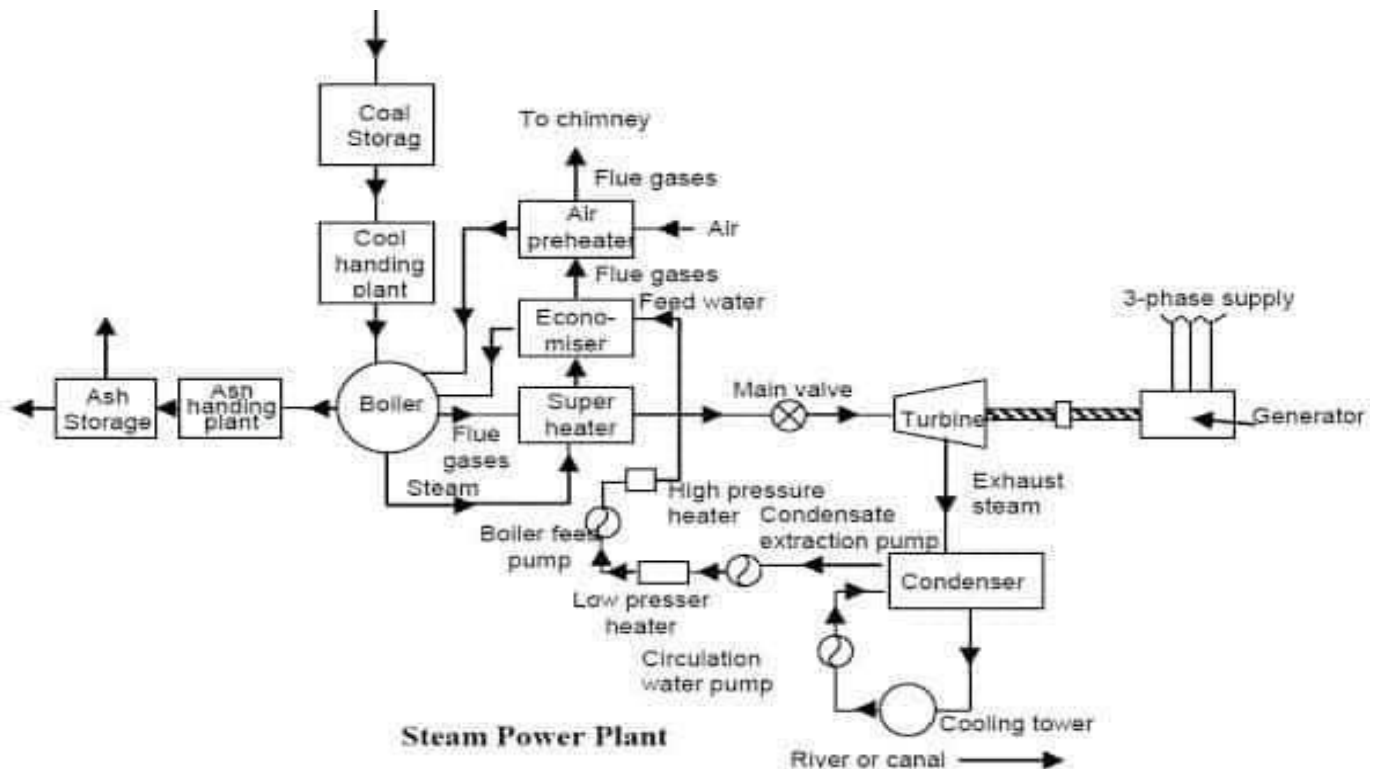 Coal
Storag
To chimney
Flue gases
Air
preheater
Air
Cool
handing
plant
Flue gases
Feed water
Econo-
miser
3-phase supply
Ash
Storage
Asn
handing
plant
Boiler
Super
heater
Main valve
Turbine
Generator
Flue
gases
Steam
High pressure
heater
Exhaust
steam
Boiler feed
pump
Condensate
extraction pump
Condenser
Low presser
heater
Circulation
water pump
Cooling tower
Steam Power Plant
River or canal